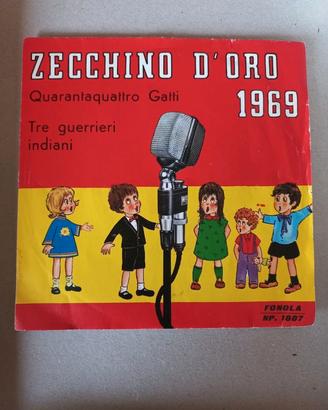 ZECCHINO D'ORO
1969
Quarantaquattro Gatti
Tre guerrieri
indiani
FONOLA
NP. 1887